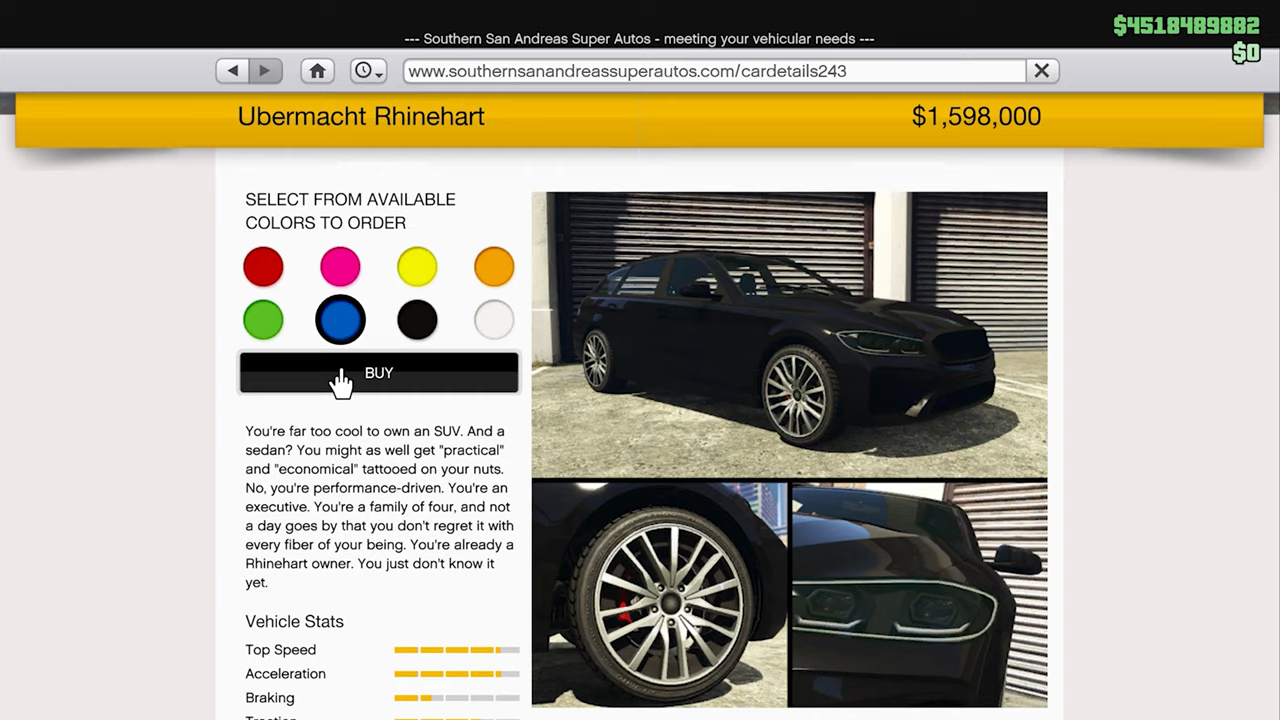 $4518489882
--- Southern San Andreas Super Autos - meeting your vehicular needs ---
$0
www.southernsanandreassuperautos.com/cardetails243
Ubermacht Rhinehart
$1,598,000
SELECT FROM AVAILABLE
COLORS TO ORDER
BUY
You're far too cool to own an SUV. And a
sedan? You might as well get "practical"
and "economical" tattooed on your nuts.
No, you're performance-driven. You're an
executive. You're a family of four, and not
a day goes by that you don't regret it with
every fiber of your being. You're already a
Rhinehart owner. You just don't know it
yet.
Vehicle Stats
Top Speed
Acceleration
Braking